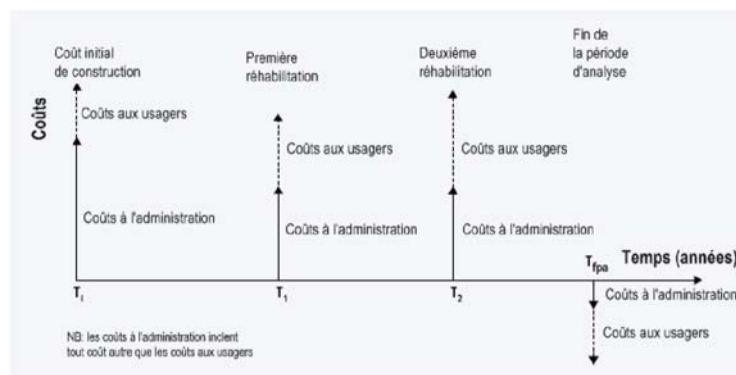 Coût initial
de construction
Première
réhabilitation
Deuxième
réhabilitation
Fin de
la période
d'analyse
Coûts
Coûts aux usagers
Coûts aux usagers
Coûts aux usagers
Coûts à l'administration
Coûts à l'administration
Coûts à l'administration
Tfpa
Temps (années)
Ti
T1
T2
Coûts à l'administration
Coûts aux usagers
NB: les coûts à l'administration inclent
tout coût autre que les coûts aux usagers